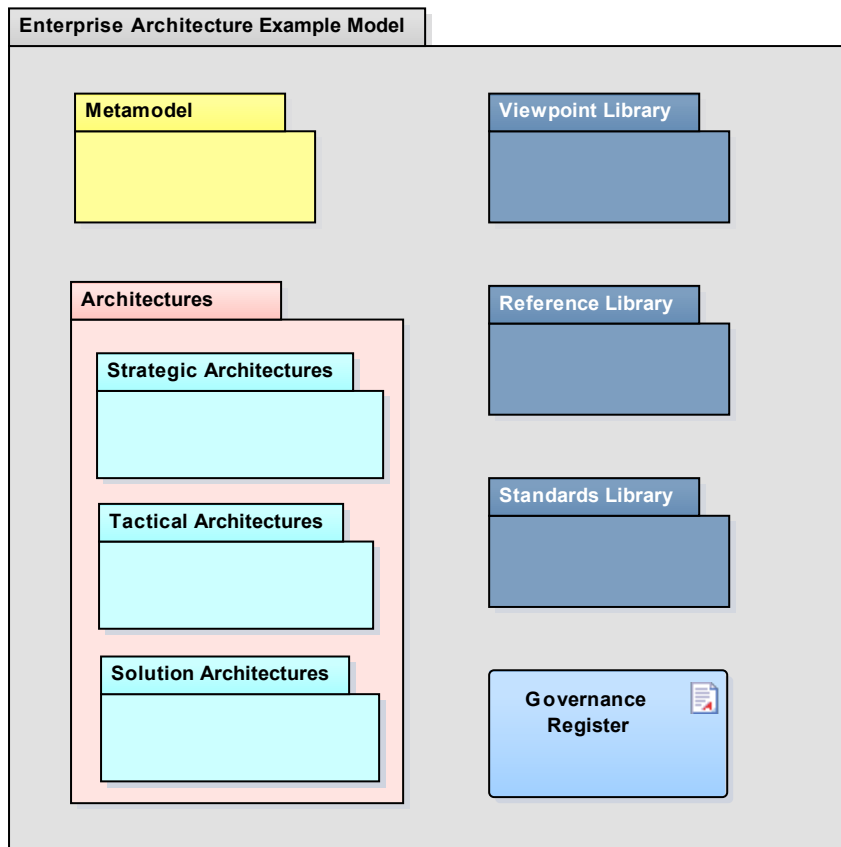 Enterprise Architecture Example Model
Metamodel
Viewpoint Library
Architectures
Strategic Architectures
Tactical Architectures
Solution Architectures
Reference Library
Standards Library
Governance
Register